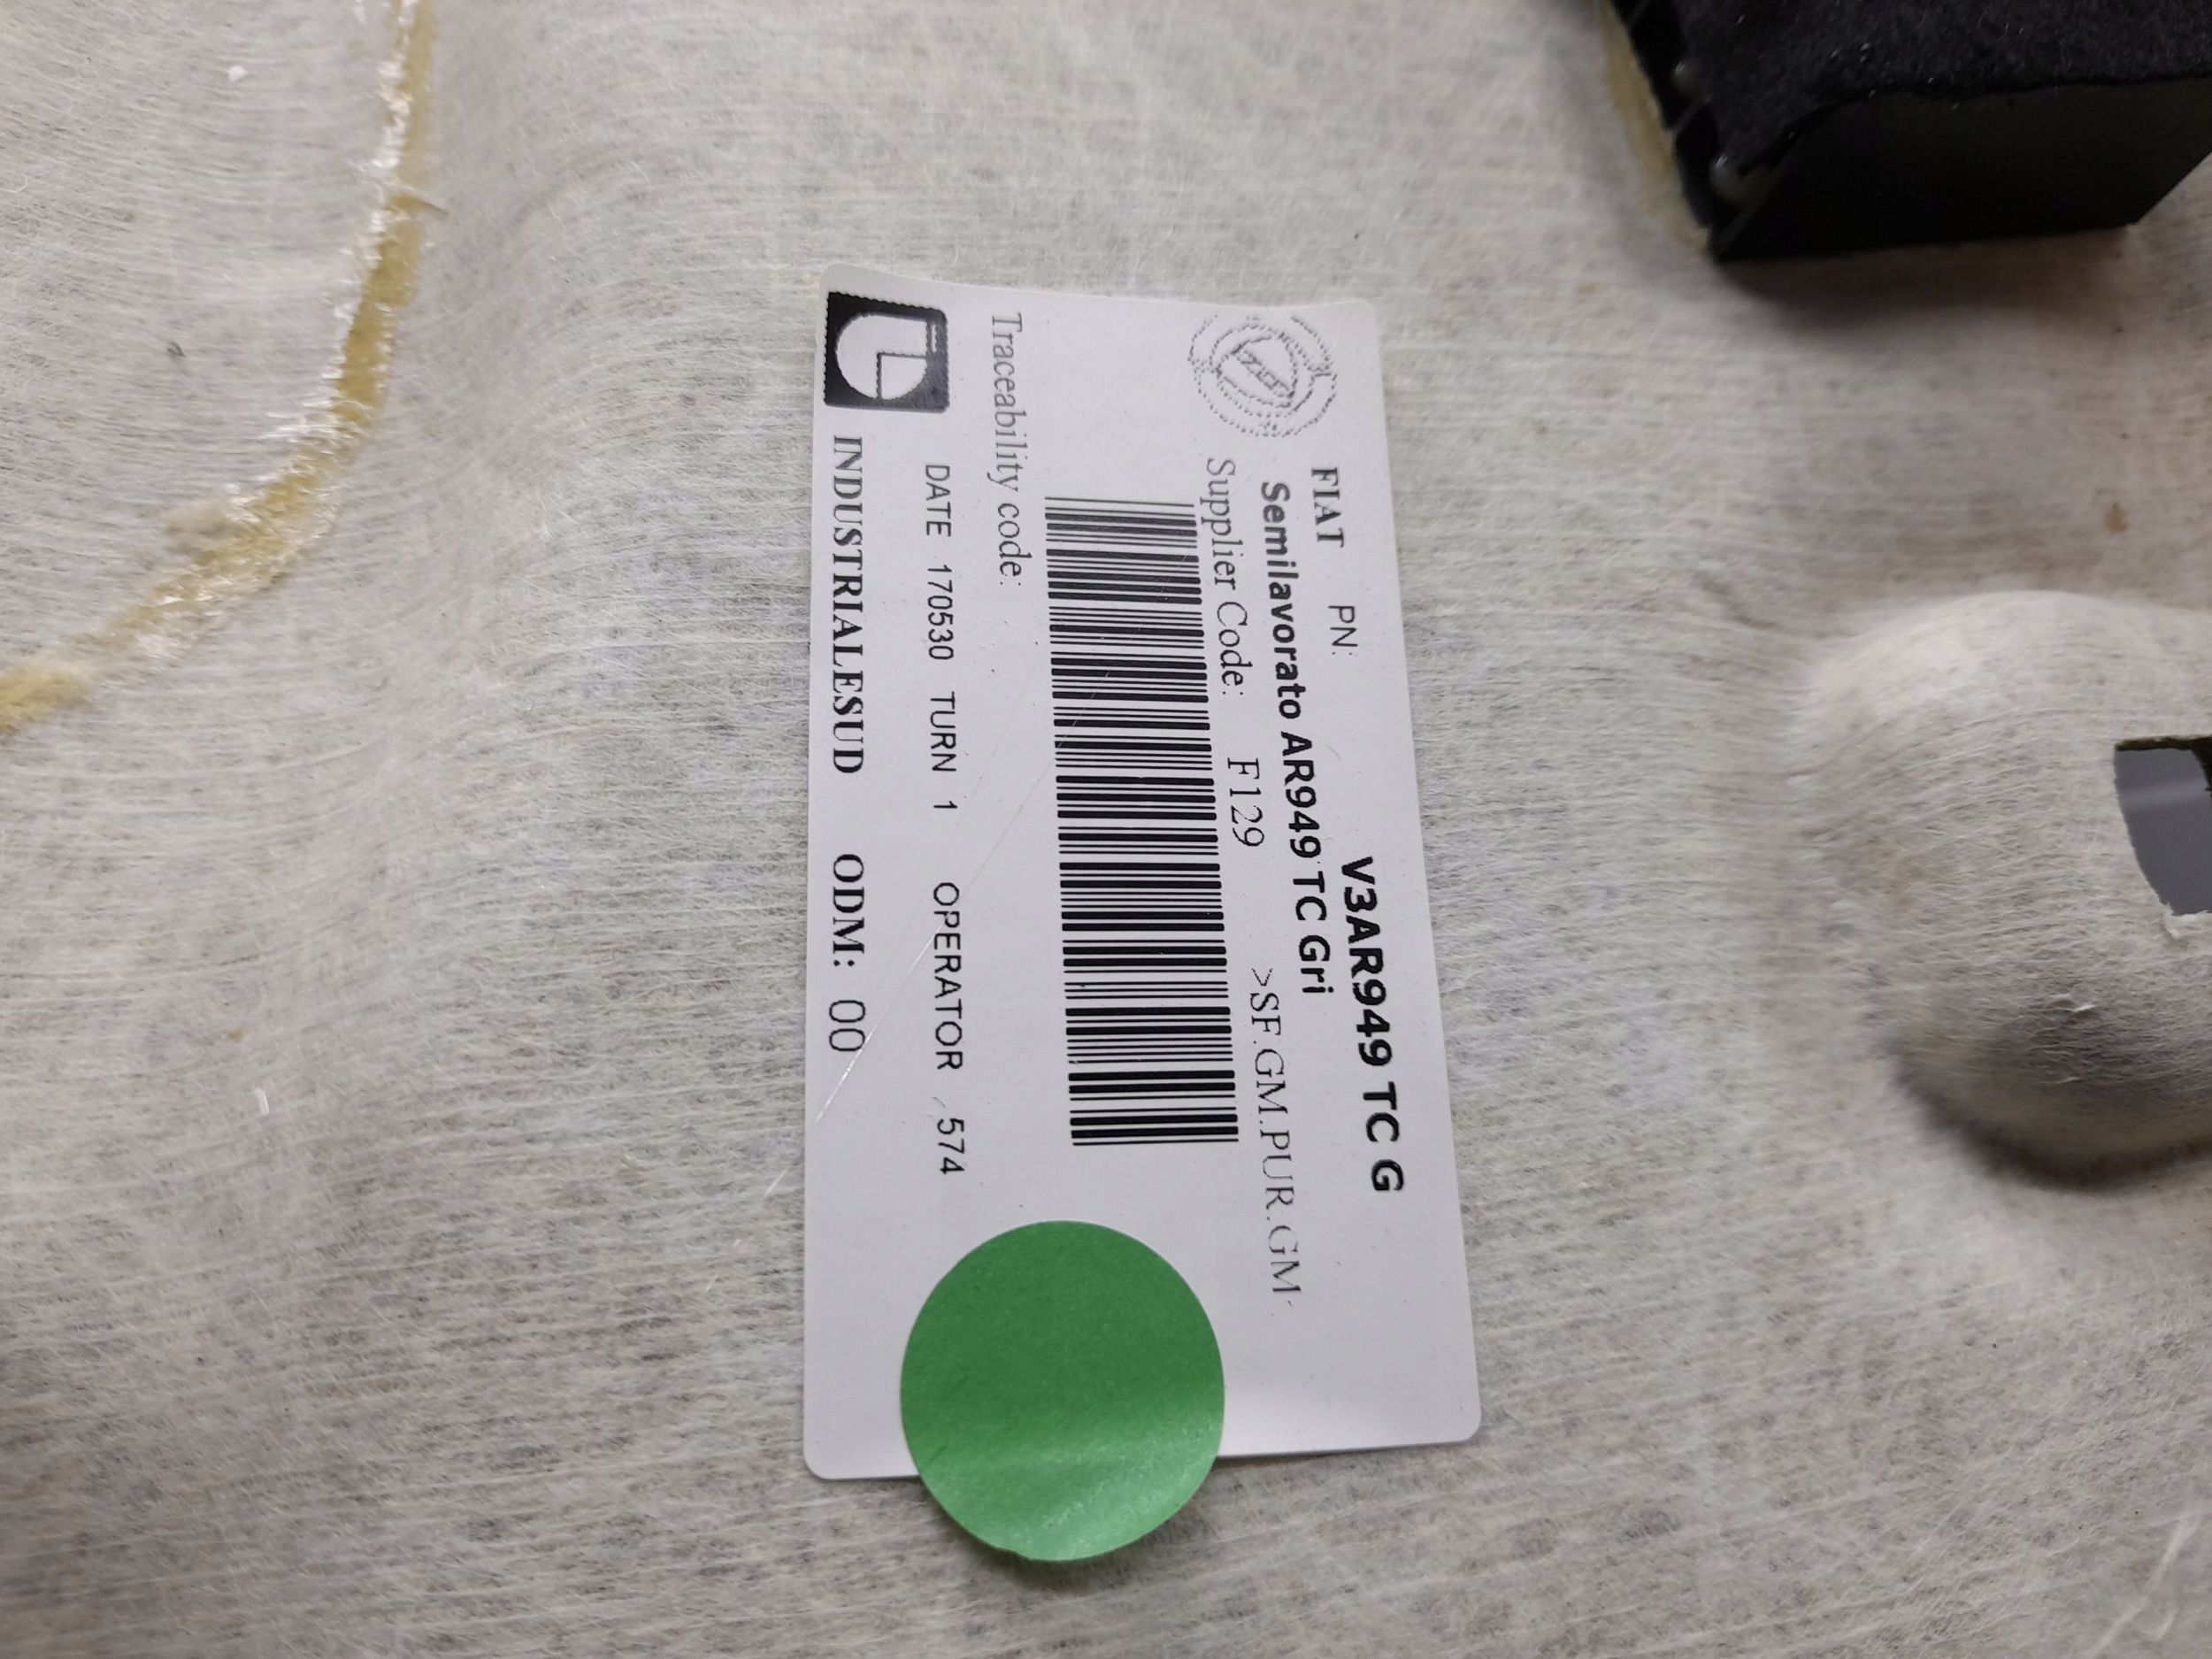 FIAT PN: V3AR949 TC G
Semilavorato AR949 TC Gri
Supplier Code: F129 >SF.GM.PUR.GM-
Traceability code:
DATE 170530 TURN 1 OPERATOR 574
INDUSTRIALESUD ODM: 00